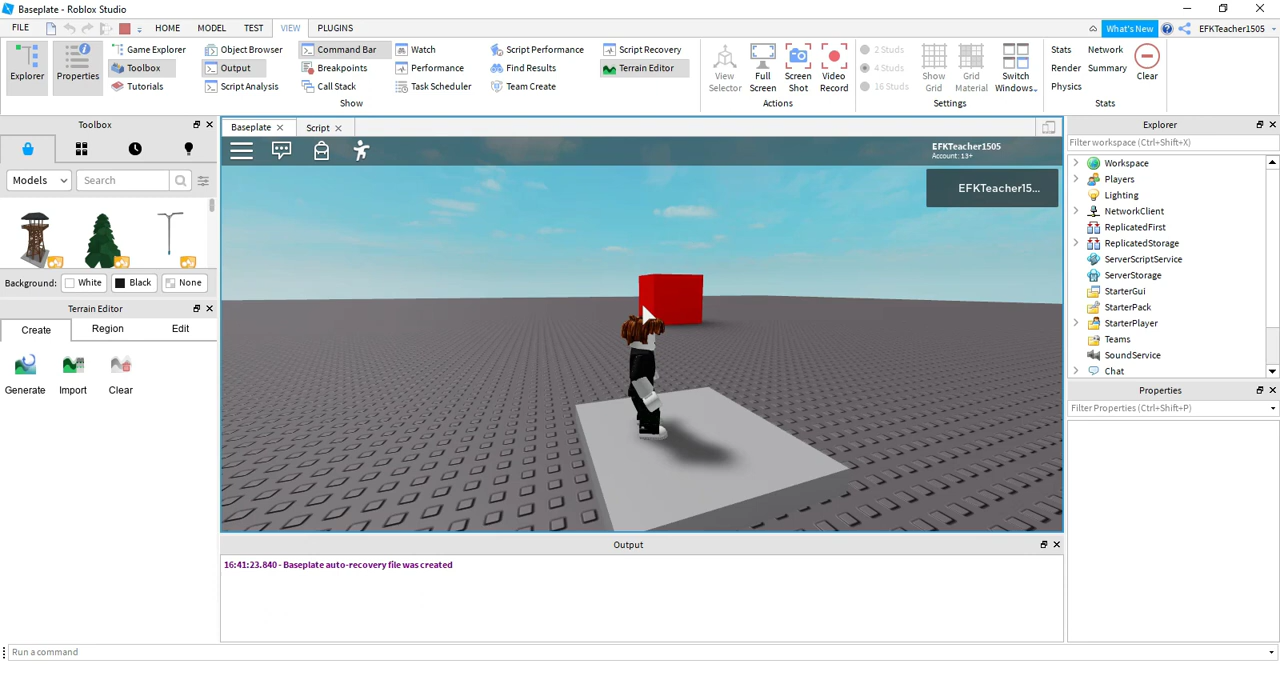 Baseplate - Roblox Studio
FILE HOME MODEL TEST VIEW PLUGINS What's New EFKTeacher1505
Explorer
Properties
Game Explorer
Toolbox
Tutorials
Object Browser
Output
Script Analysis
Command Bar
Breakpoints
Call Stack
Watch
Performance
Task Scheduler
Script Performance
Find Results
Team Create
Script Recovery
Terrain Editor
Show
View Selector
Full Screen
Screen Shot
Video Record
Actions
2 Studs
4 Studs
16 Studs
Show Grid
Grid Material
Switch Windows
Settings
Stats
Render
Physics
Network
Summary
Clear
Stats
Toolbox
Models
Search
Background: White Black None
Terrain Editor
Create Region Edit
Generate Import Clear
Baseplate Script
EFKTeacher1505
Account: 13+
EFKTeacher15...
Output
16:41:23.840 - Baseplate auto-recovery file was created
Explorer
Filter workspace (Ctrl+Shift+X)
Workspace
Players
Lighting
NetworkClient
ReplicatedFirst
ReplicatedStorage
ServerScriptService
ServerStorage
StarterGui
StarterPack
StarterPlayer
Teams
SoundService
Chat
Properties
Filter Properties (Ctrl+Shift+P)
Run a command